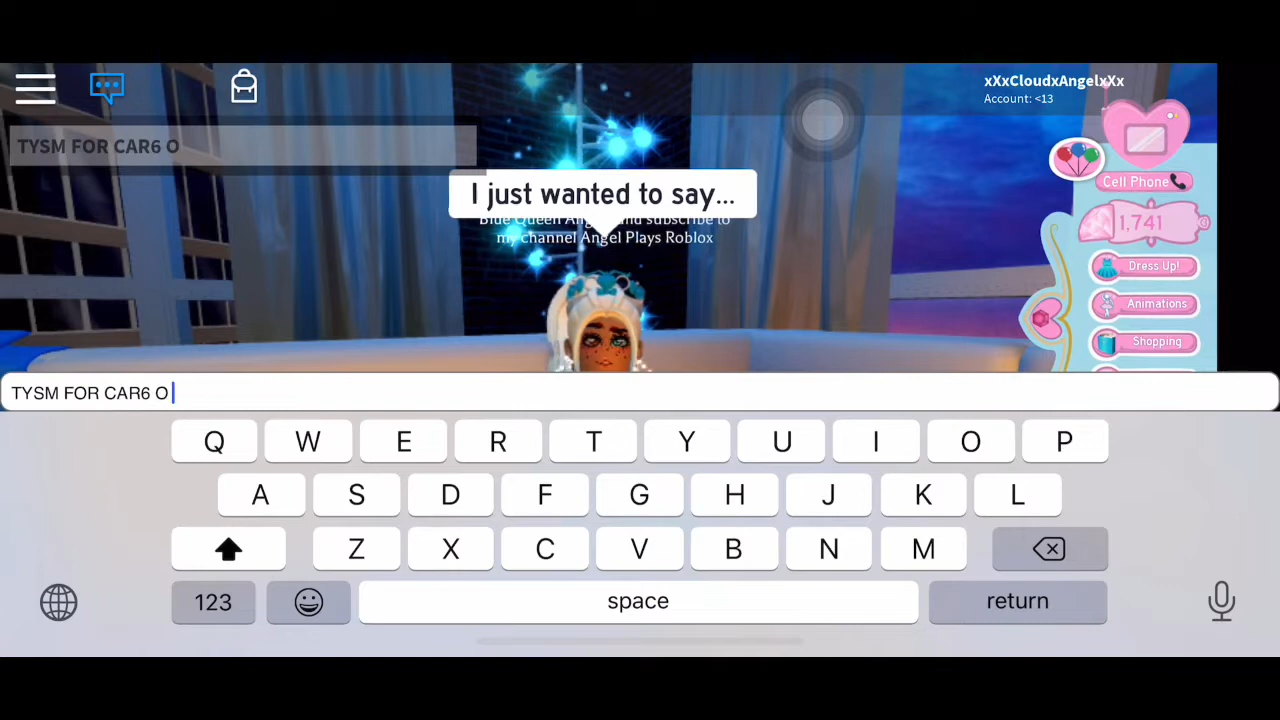 xXxCloudxAngelxXx
Account: <13
TYSM FOR CAR6 O
I just wanted to say...
Blue Queen and subscribe to
my channel Angel Plays Roblox
Cell Phone
1,741
Dress Up!
Animations
Shopping
TYSM FOR CAR6 O
Q W E R T Y U I O P
A S D F G H J K L
Z X C V B N M
123 space return